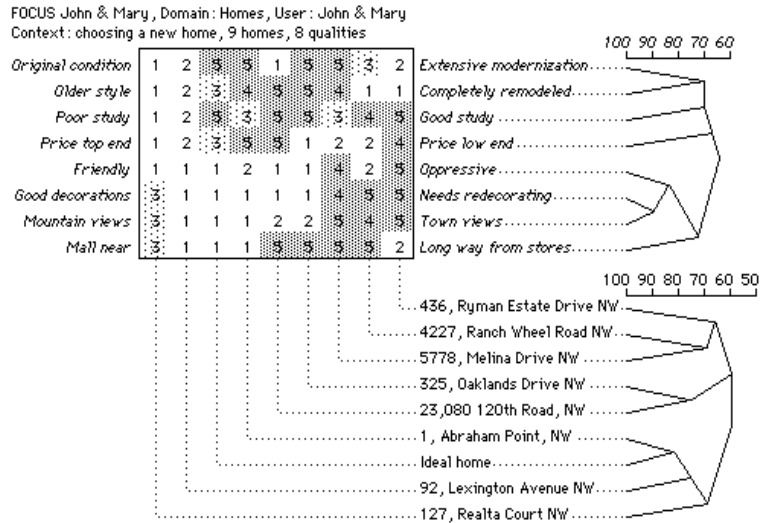 FOCUS John & Mary, Domain: Homes, User: John & Mary
Context: choosing a new home, 9 homes, 8 qualities
100 90 80 70 60
Original condition 1 2 5 5 1 5 5 3 2 Extensive modernization
Older style 1 2 3 4 5 5 4 1 1 Completely remodeled
Poor study 1 2 5 3 5 5 3 4 5 Good study
Price top end 1 2 3 5 5 1 2 2 4 Price low end
Friendly 1 1 1 2 1 1 4 2 5 Oppressive
Good decorations 3 1 1 1 1 1 4 5 5 Needs redecorating
Mountain views 3 1 1 1 2 2 5 4 5 Town views
Mall near 3 1 1 1 5 5 5 5 2 Long way from stores
100 90 80 70 60 50
436, Ryman Estate Drive NW
4227, Ranch Wheel Road NW
5778, Melina Drive NW
325, Oaklands Drive NW
23,080 120th Road, NW
1, Abraham Point, NW
Ideal home
92, Lexington Avenue NW
127, Realta Court NW